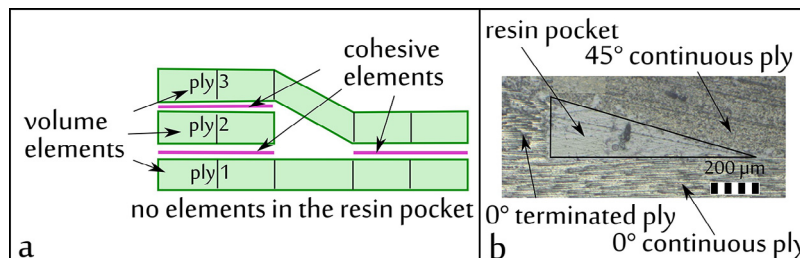 cohesive
elements
ply 3
ply 2
ply 1
volume
elements
no elements in the resin pocket
a
resin pocket
45° continuous ply
200 µm
0° terminated ply
0° continuous ply
b